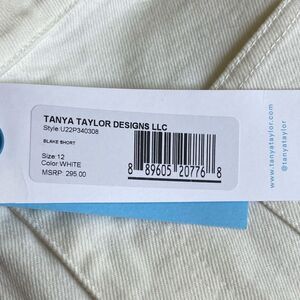 TANYA TAYLOR DESIGNS LLC
Style:U22P340308
BLAKE SHORT
Size:12
Color:WHITE
MSRP: 295.00
8 89605 20776 8
www.tanyataylor.com
@tanyataylor